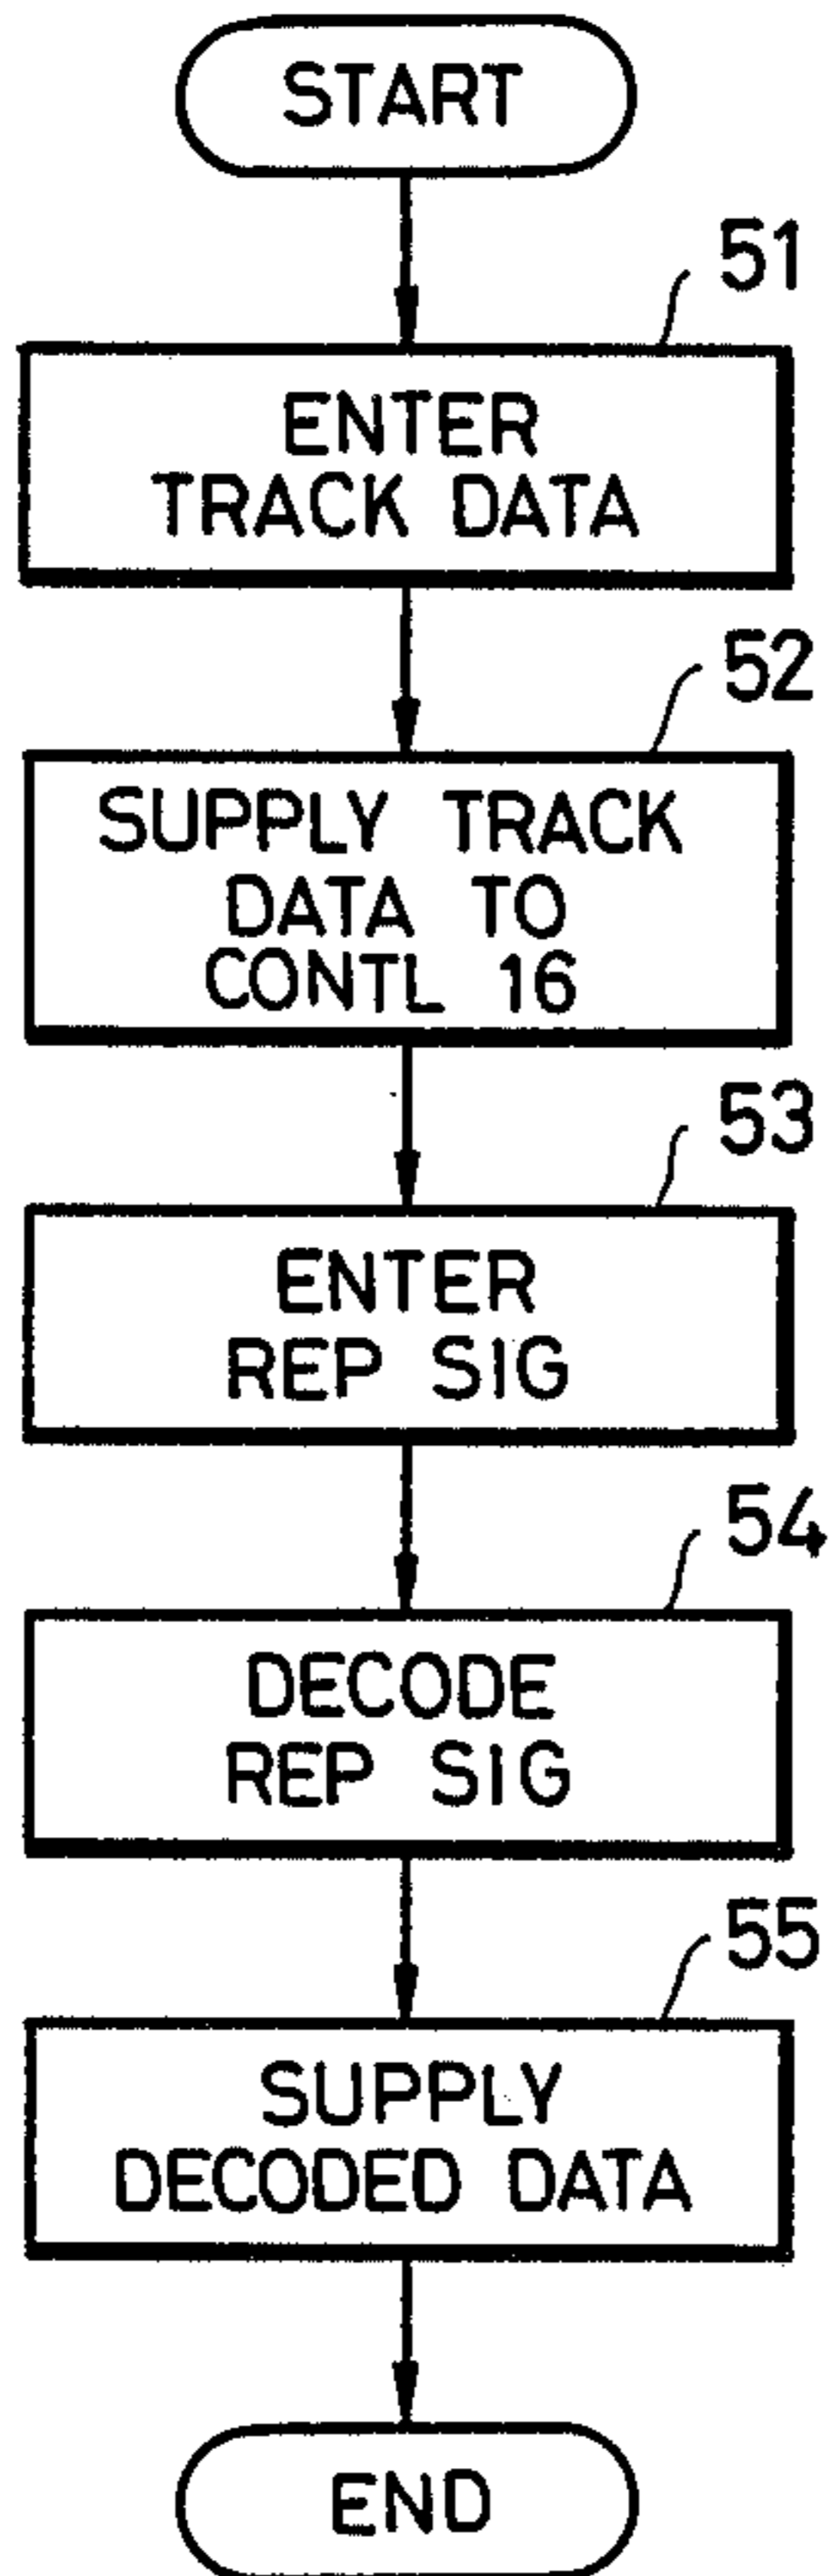 START
51
ENTER
TRACK DATA
52
SUPPLY TRACK
DATA TO
CONTL 16
53
ENTER
REP SIG
54
DECODE
REP SIG
55
SUPPLY
DECODED DATA
END